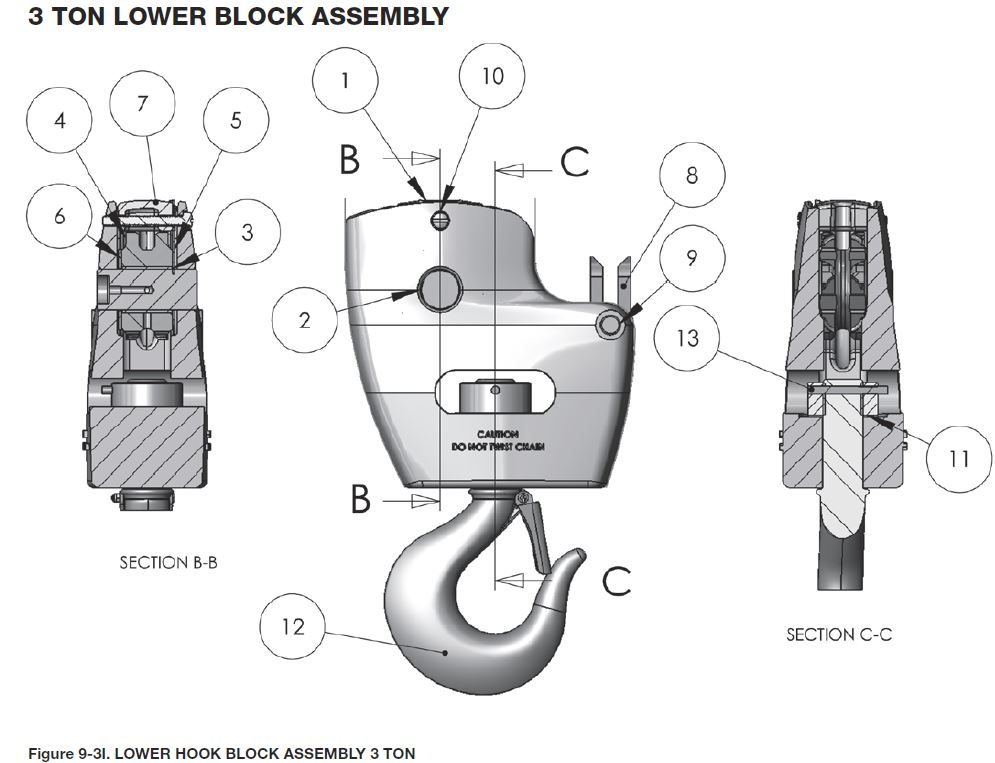 3 TON LOWER BLOCK ASSEMBLY
1
10
7
4
5
B
C
8
6
3
9
2
13
CAUTION
DO NOT TWIST CHAIN
11
B
SECTION B-B
C
12
SECTION C-C
Figure 9-3I. LOWER HOOK BLOCK ASSEMBLY 3 TON